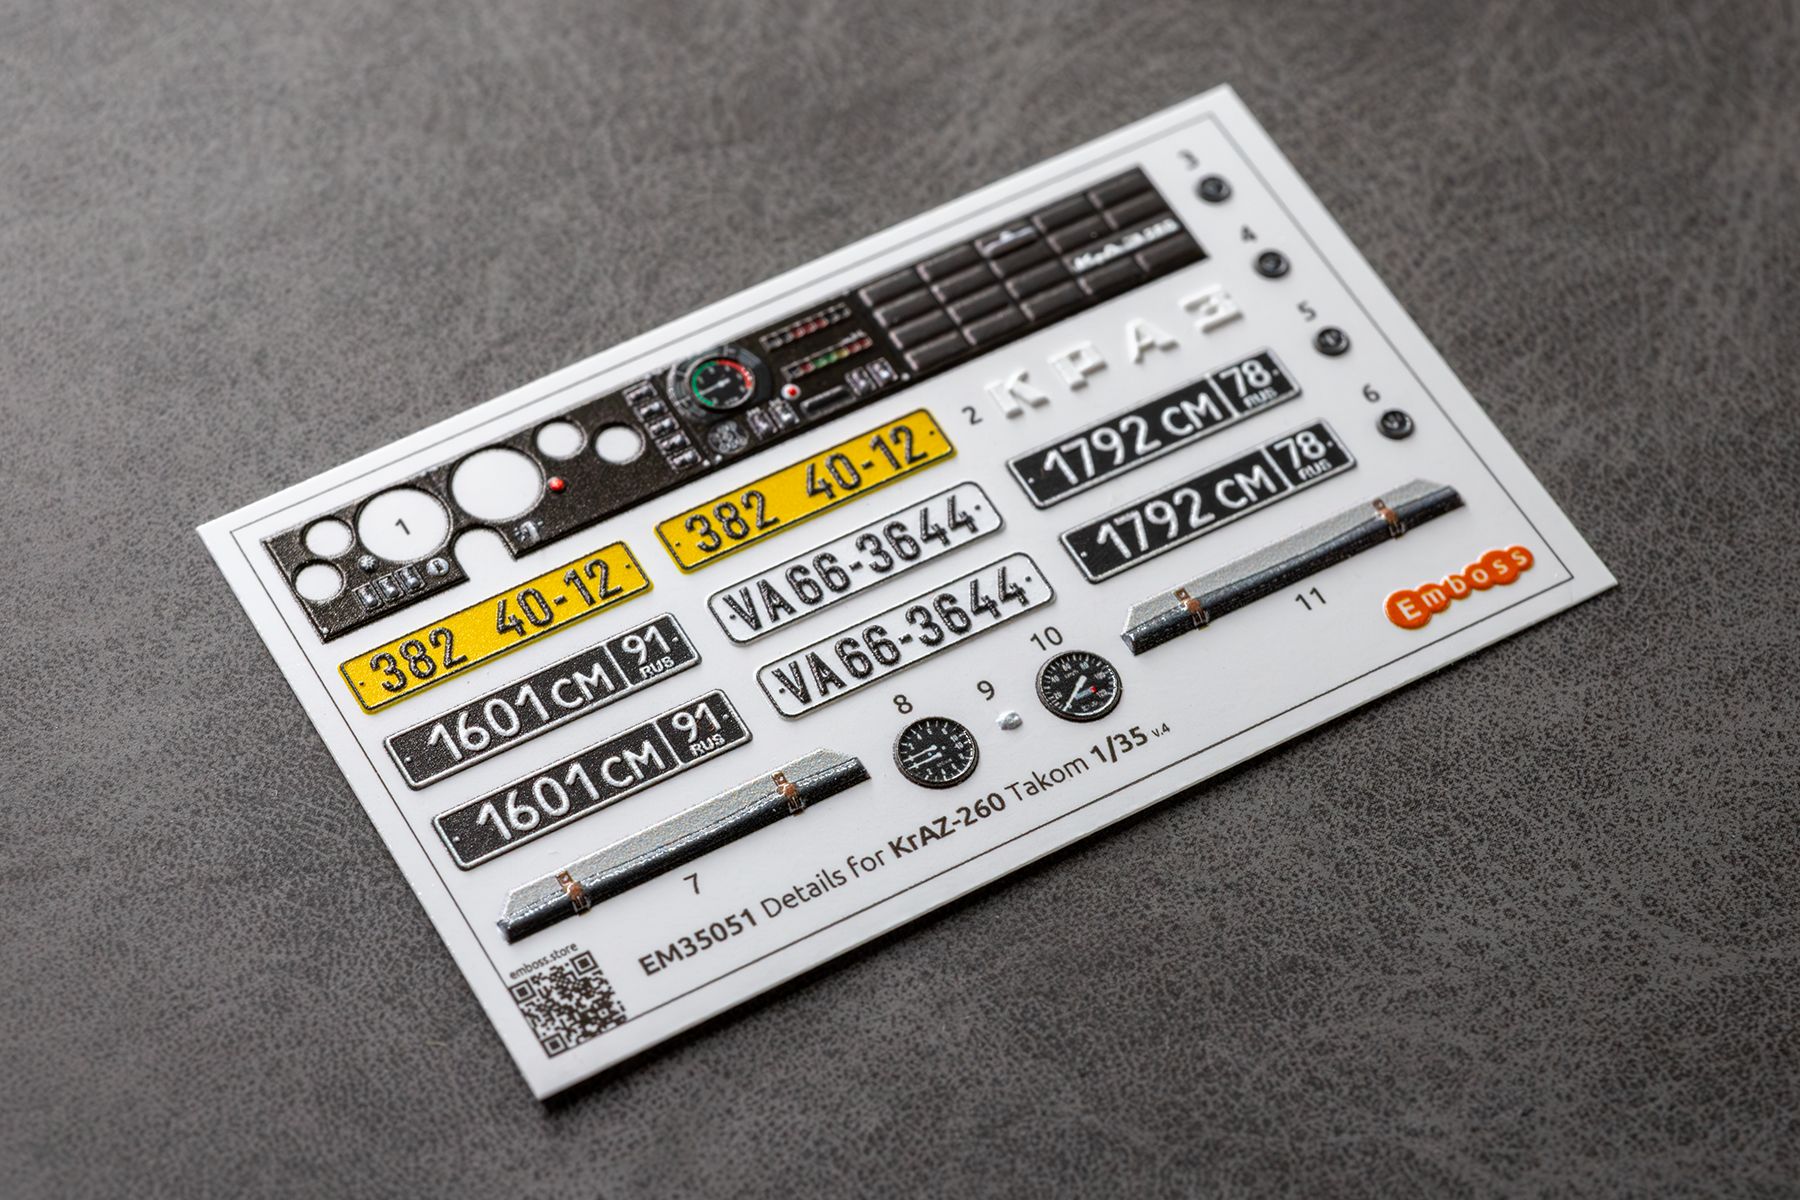 3
4
5
6
1
2
КРАЗ
382 40-12
382 40-12
VA66-3644
VA66-3644
1792 СМ 78 RUS
1792 СМ 78 RUS
1601 СМ 91 RUS
1601 СМ 91 RUS
7
8
9
10
11
Emboss
EM35051 Details for KrAZ-260 Takom 1/35 v.4
emboss.store